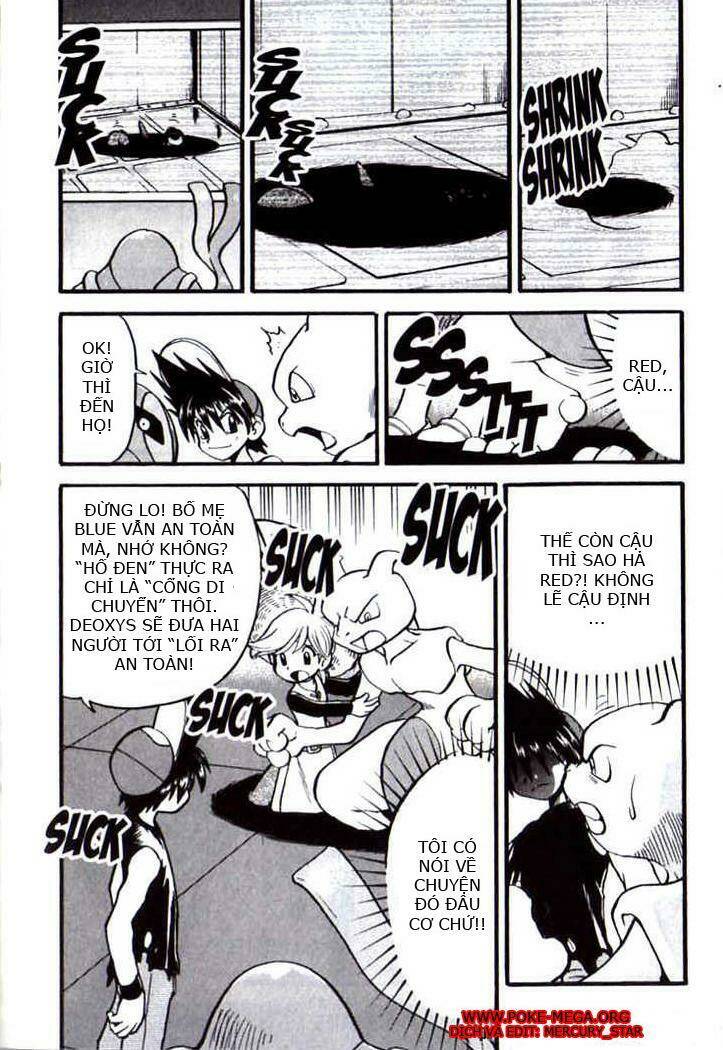 SHRINK
SHRINK
SUCK
SUCK
SUCK
RED,
CẬU...
SSSTTT
OK!
GIỜ
THÌ
ĐẾN
HỌ!
THẾ CÒN CẬU
THÌ SAO HẢ
RED?! KHÔNG
LẼ CẬU ĐỊNH
...
SUCK
SUCK
SUCK
SUCK
TÔI CÓ
NÓI VỀ
CHUYỆN
ĐÓ ĐÂU
CƠ CHỨ!!
ĐỪNG LO! BỐ MẸ
BLUE VẪN AN TOÀN
MÀ, NHỚ KHÔNG?
“HỐ ĐEN” THỰC RA
CHỈ LÀ “CỔNG DI
CHUYỂN” THÔI.
DEOXYS SẼ ĐƯA HAI
NGƯỜI TỚI “LỐI RA”
AN TOÀN!
WWW.POKE-MEGA.ORG
DỊCH VÀ EDIT: MERCURY_STAR